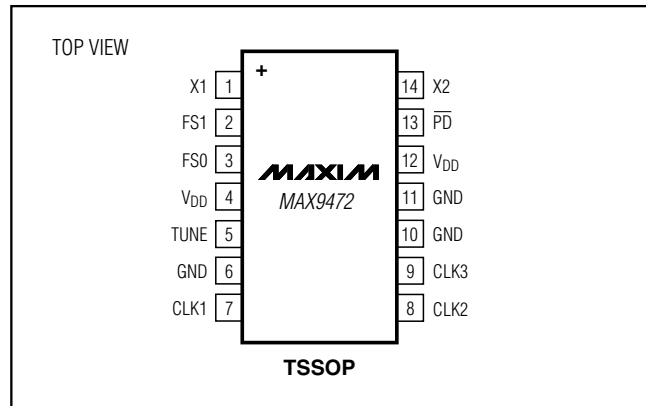 TOP VIEW
+
X1 1 14 X2
FS1 2 13 P̅D̅
FS0 3 12 VDD
MAXIM
VDD 4 MAX9472 11 GND
TUNE 5 10 GND
GND 6 9 CLK3
CLK1 7 8 CLK2
TSSOP